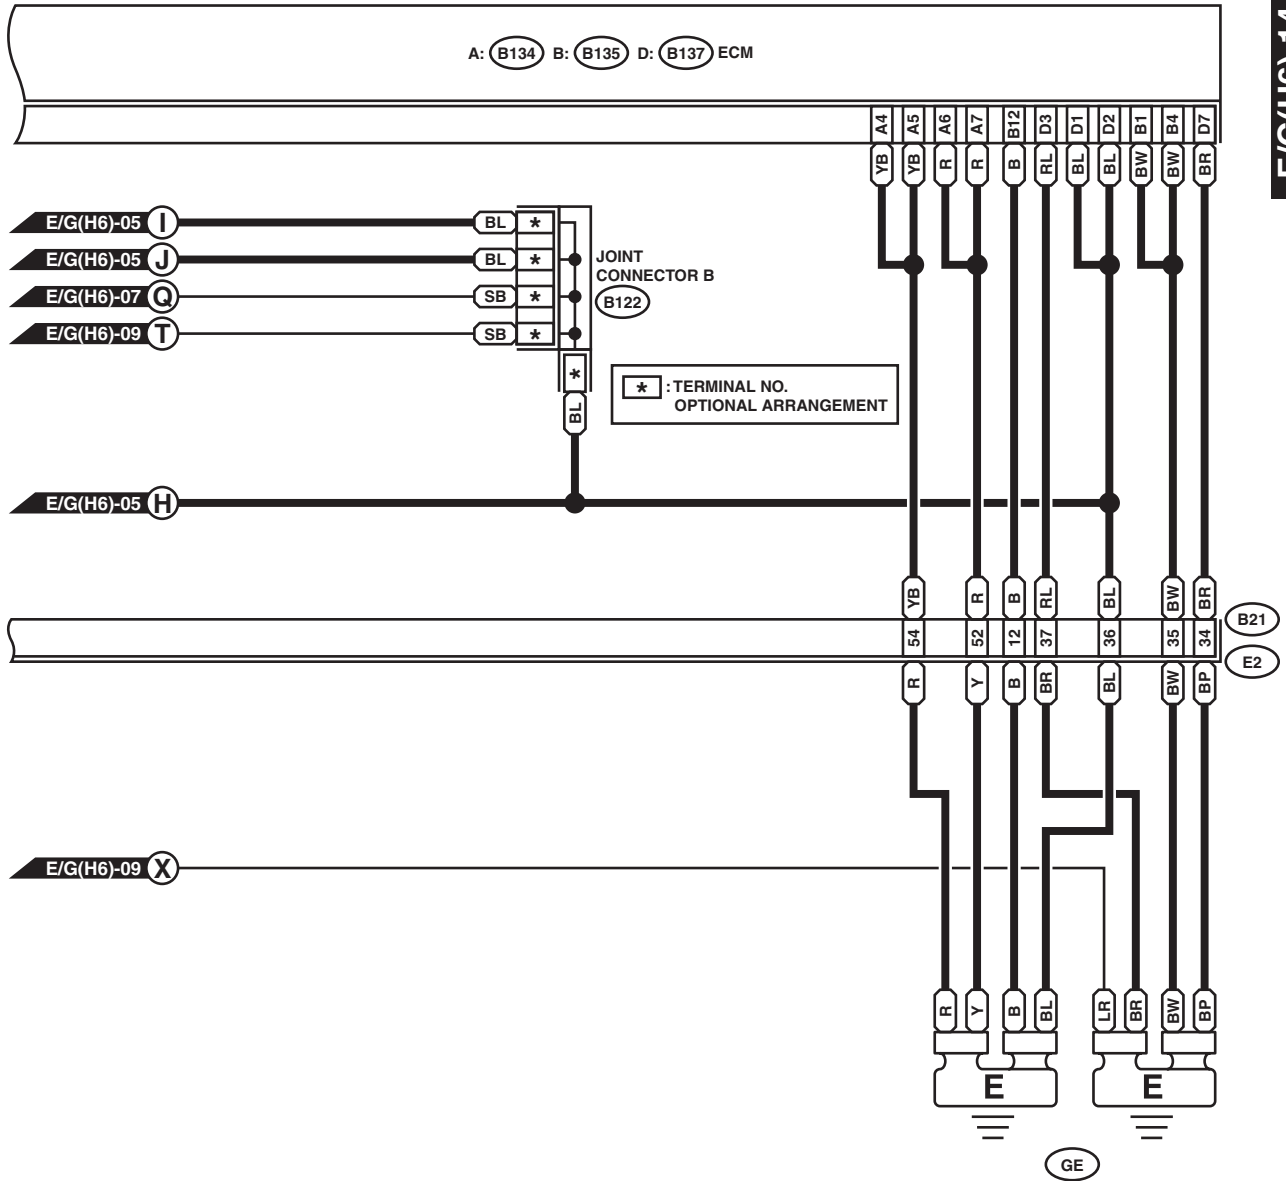 E/G(H6)-14
A: B134 B: B135 D: B137 ECM
A4 A5 A6 A7 B12 D3 D1 D2 B1 B4 D7
YB YB R R B RL BL BL BW BW BR
E/G(H6)-05 I BL *
E/G(H6)-05 J BL *
E/G(H6)-07 Q SB *
E/G(H6)-09 T SB *
JOINT
CONNECTOR B
B122
*
BL
* : TERMINAL NO.
OPTIONAL ARRANGEMENT
E/G(H6)-05 H
YB R B RL BL BW BR
54 52 12 37 36 35 34
B21
E2
R Y B BR BL BW BP
E/G(H6)-09 X
R Y B BL LR BR BW BP
E E
GE